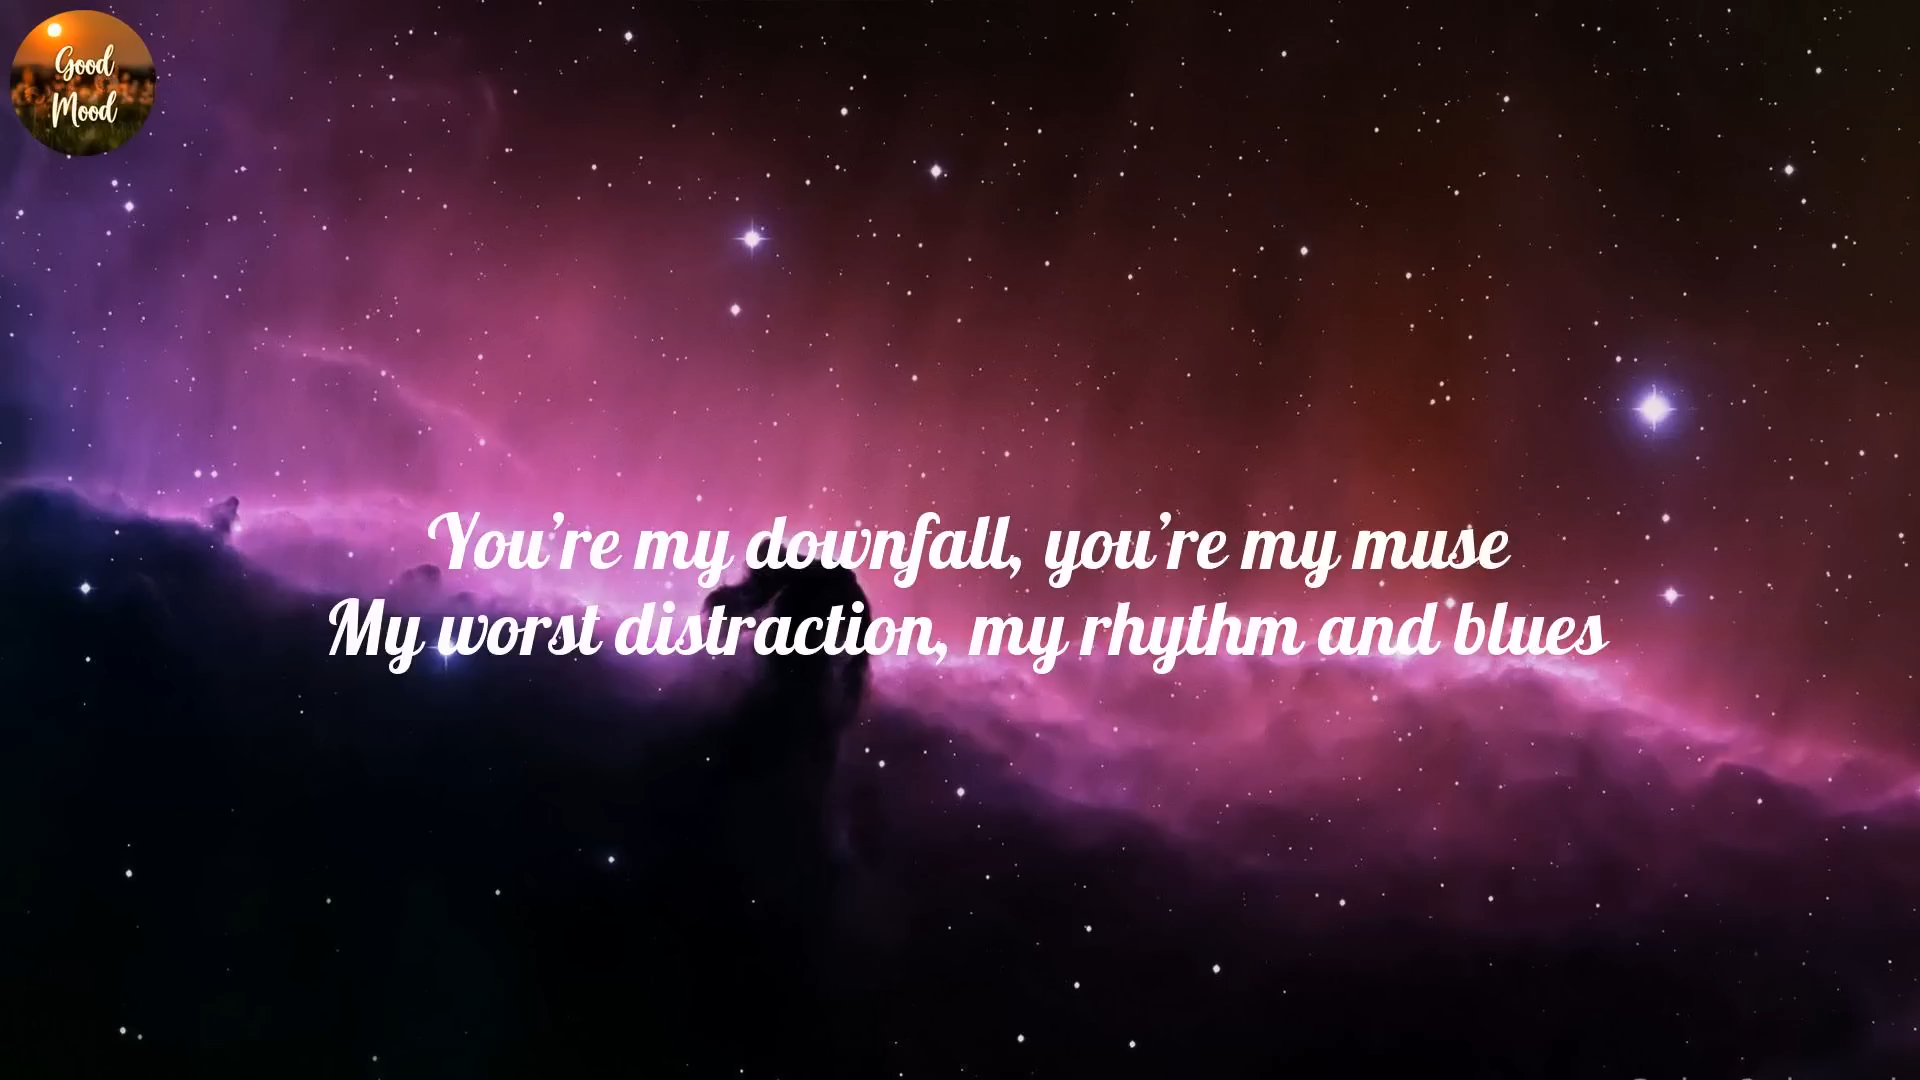 Good
Mood
You're my downfall, you're my muse
My worst distraction, my rhythm and blues